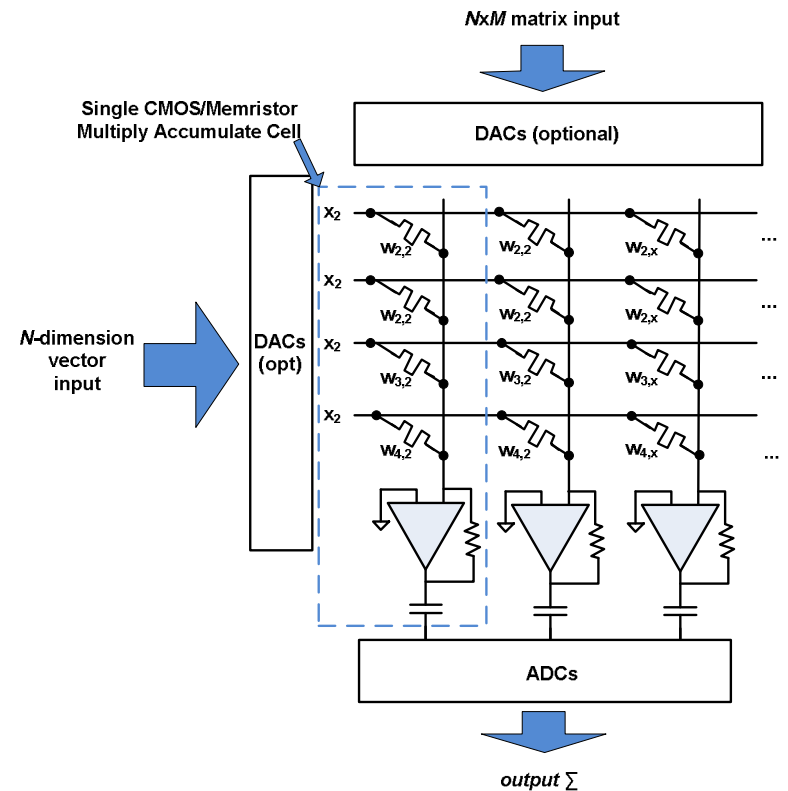 NxM matrix input
Single CMOS/Memristor
Multiply Accumulate Cell
DACs (optional)
x2
w2,2 w2,2 w2,x ...
x2
w2,2 w2,2 w2,x ...
N-dimension
vector
input
DACs
(opt)
x2
w3,2 w3,2 w3,x ...
x2
w4,2 w4,2 w4,x ...
ADCs
output ∑